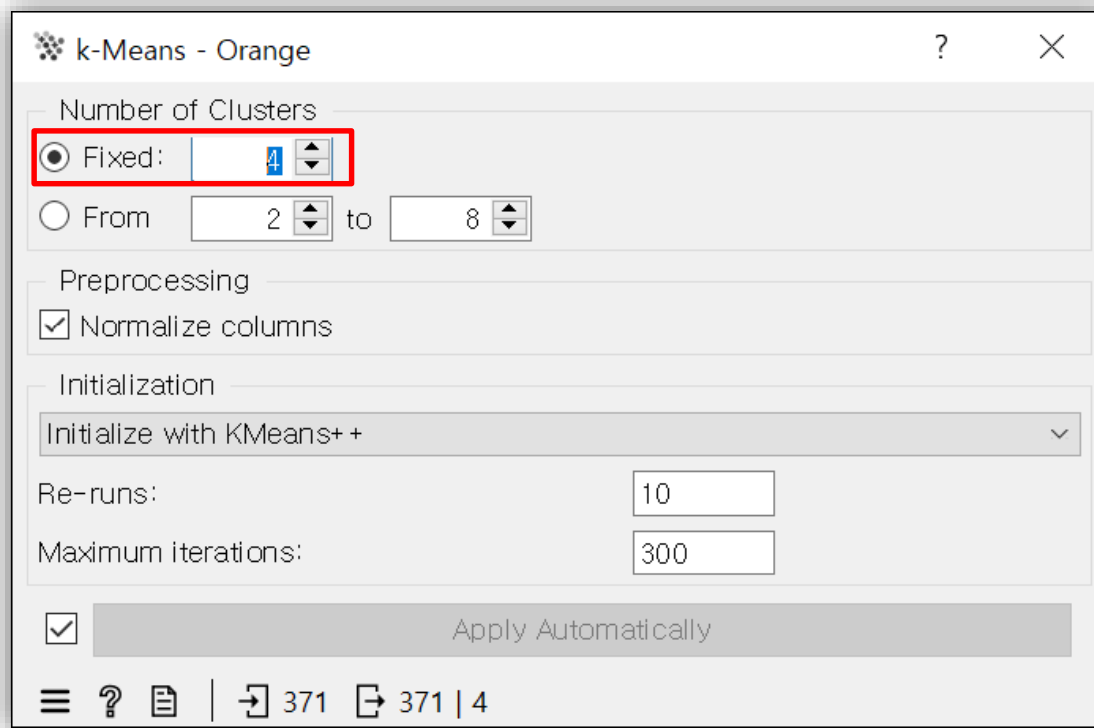 k-Means - Orange
Number of Clusters
Fixed: 4
From 2 to 8
Preprocessing
Normalize columns
Initialization
Initialize with KMeans++
Re-runs: 10
Maximum iterations: 300
Apply Automatically
371 371 | 4